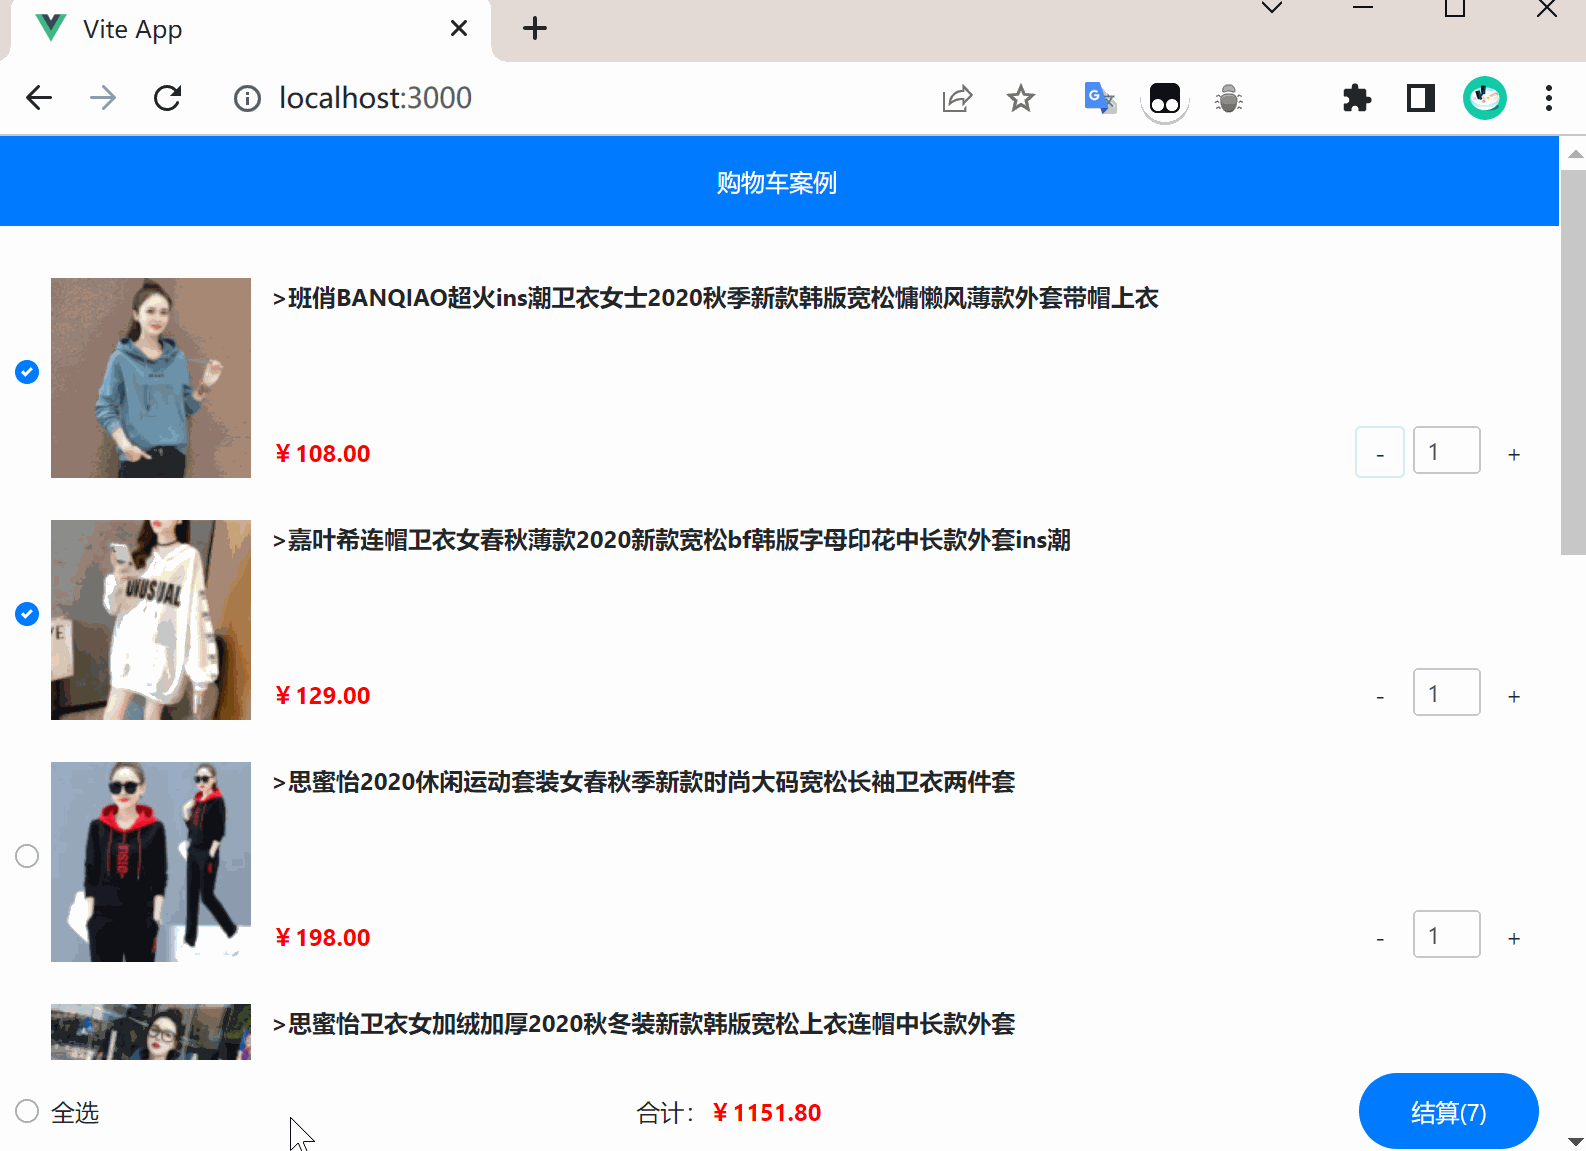 Vite App
localhost:3000
购物车案例
>班俏BANQIAO超火ins潮卫衣女士2020秋季新款韩版宽松慵懒风薄款外套带帽上衣
¥ 108.00
- 1 +
>嘉叶希连帽卫衣女春秋薄款2020新款宽松bf韩版字母印花中长款外套ins潮
UNUSUAL
¥ 129.00
- 1 +
>思蜜怡2020休闲运动套装女春秋季新款时尚大码宽松长袖卫衣两件套
¥ 198.00
- 1 +
>思蜜怡卫衣女加绒加厚2020秋冬装新款韩版宽松上衣连帽中长款外套
全选
合计： ¥ 1151.80
结算(7)